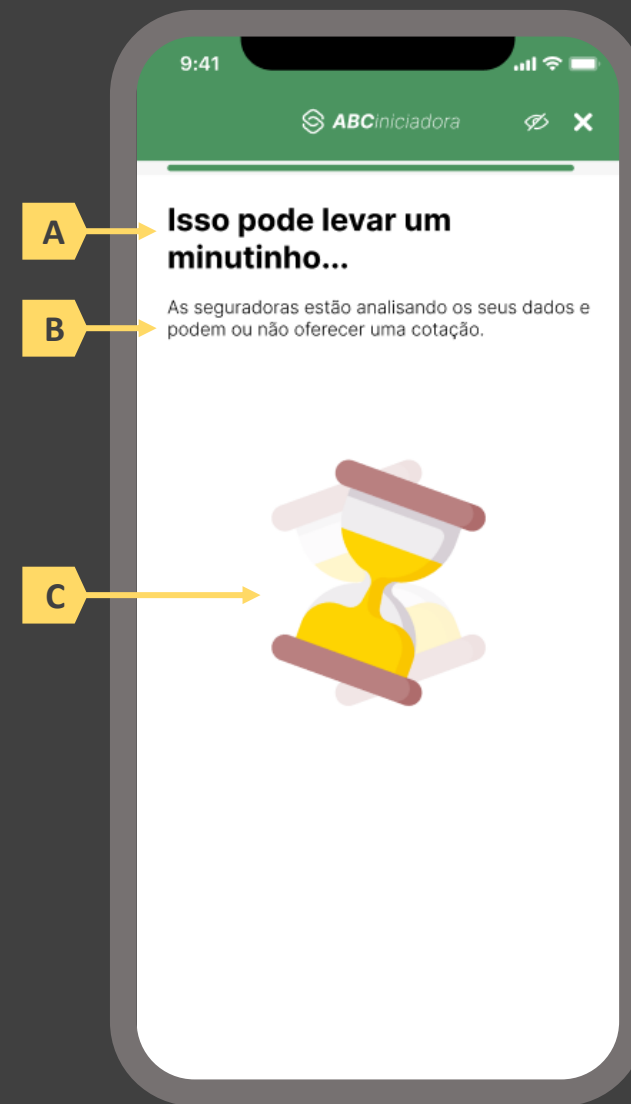 9:41
ABCiniciadora
A
Isso pode levar um
minutinho...
B
As seguradoras estão analisando os seus dados e
podem ou não oferecer uma cotação.
C